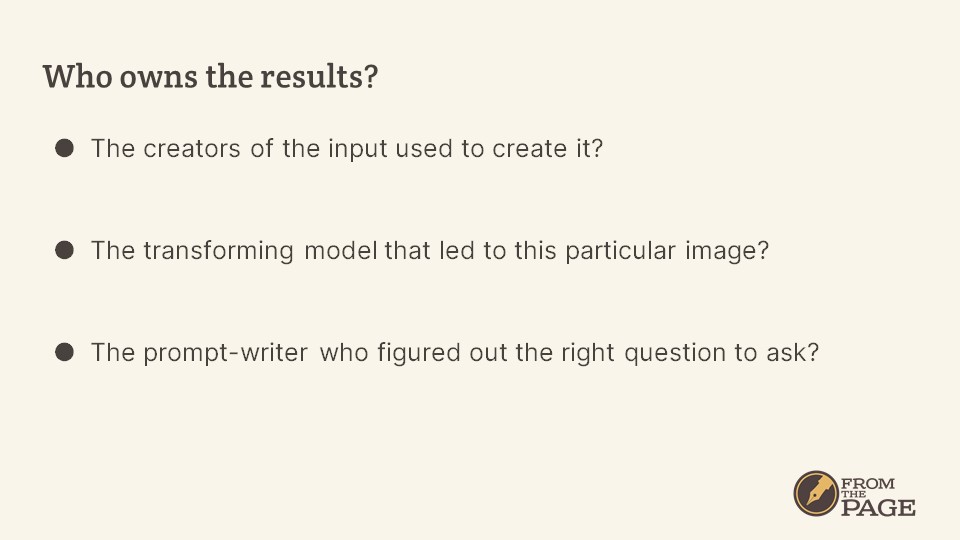 Who owns the results?
● The creators of the input used to create it?
● The transforming model that led to this particular image?
● The prompt-writer who figured out the right question to ask?
FROM
THE
PAGE